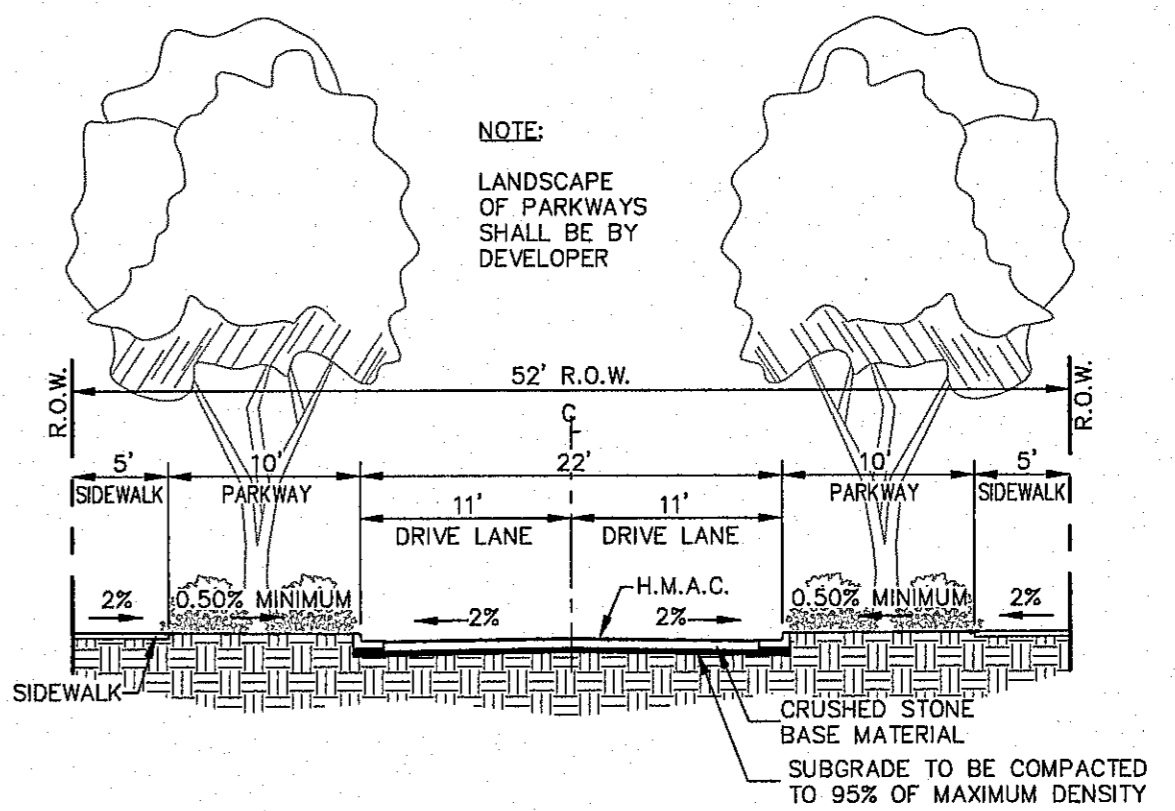 NOTE:
LANDSCAPE
OF PARKWAYS
SHALL BE BY
DEVELOPER
R.O.W.
52' R.O.W.
R.O.W.
C
L
5'
10'
22'
10'
5'
SIDEWALK
PARKWAY
PARKWAY
SIDEWALK
11'
11'
DRIVE LANE
DRIVE LANE
2%
0.50% MINIMUM
H.M.A.C.
0.50% MINIMUM
2%
2%
2%
SIDEWALK
CRUSHED STONE
BASE MATERIAL
SUBGRADE TO BE COMPACTED
TO 95% OF MAXIMUM DENSITY